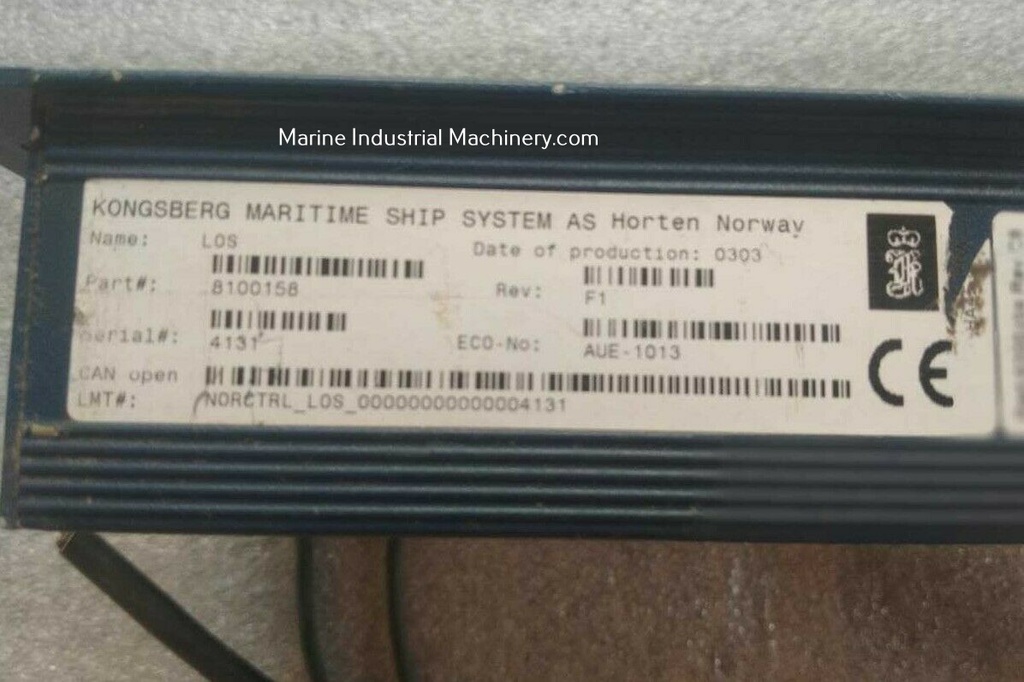 Marine Industrial Machinery.com
KONGSBERG MARITIME SHIP SYSTEM AS Horten Norway
Name: LOS Date of production: 0303
Part#: 8100158 Rev: F1
Serial#: 4131 ECO-No: AUE-1013
CAN open
LMT#: NORCTRL_LOS_00000000000004131
CE